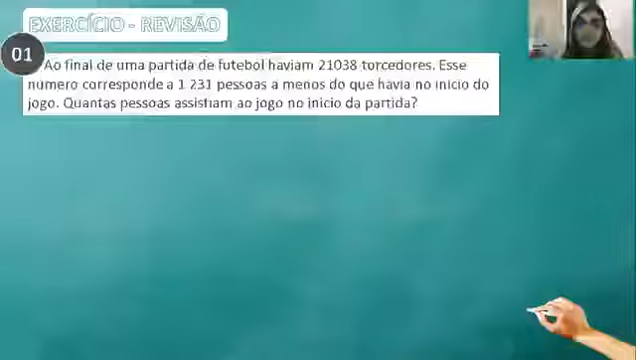 EXERCÍCIO - REVISÃO
01
Ao final de uma partida de futebol haviam 21038 torcedores. Esse
número corresponde a 1 231 pessoas a menos do que havia no início do
jogo. Quantas pessoas assistiam ao jogo no início da partida?